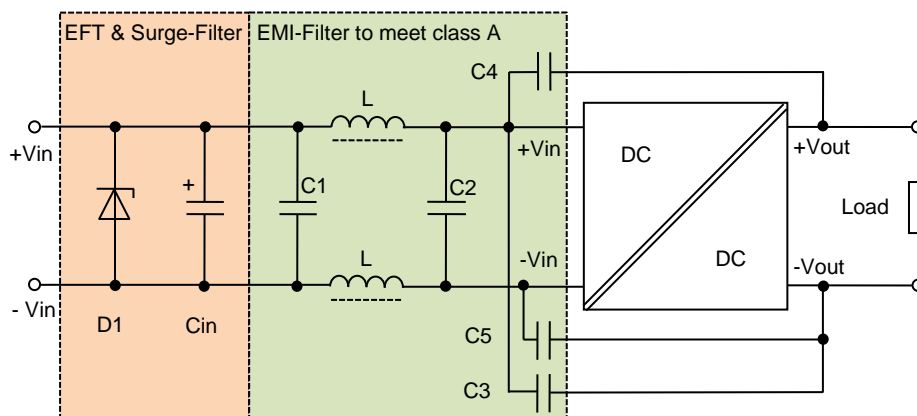 EFT & Surge-Filter
EMI-Filter to meet class A
C4
L
+Vin
+Vin
+Vout
DC
+
C1
C2
Load
L
-Vin
DC
-Vout
- Vin
D1
Cin
C5
C3